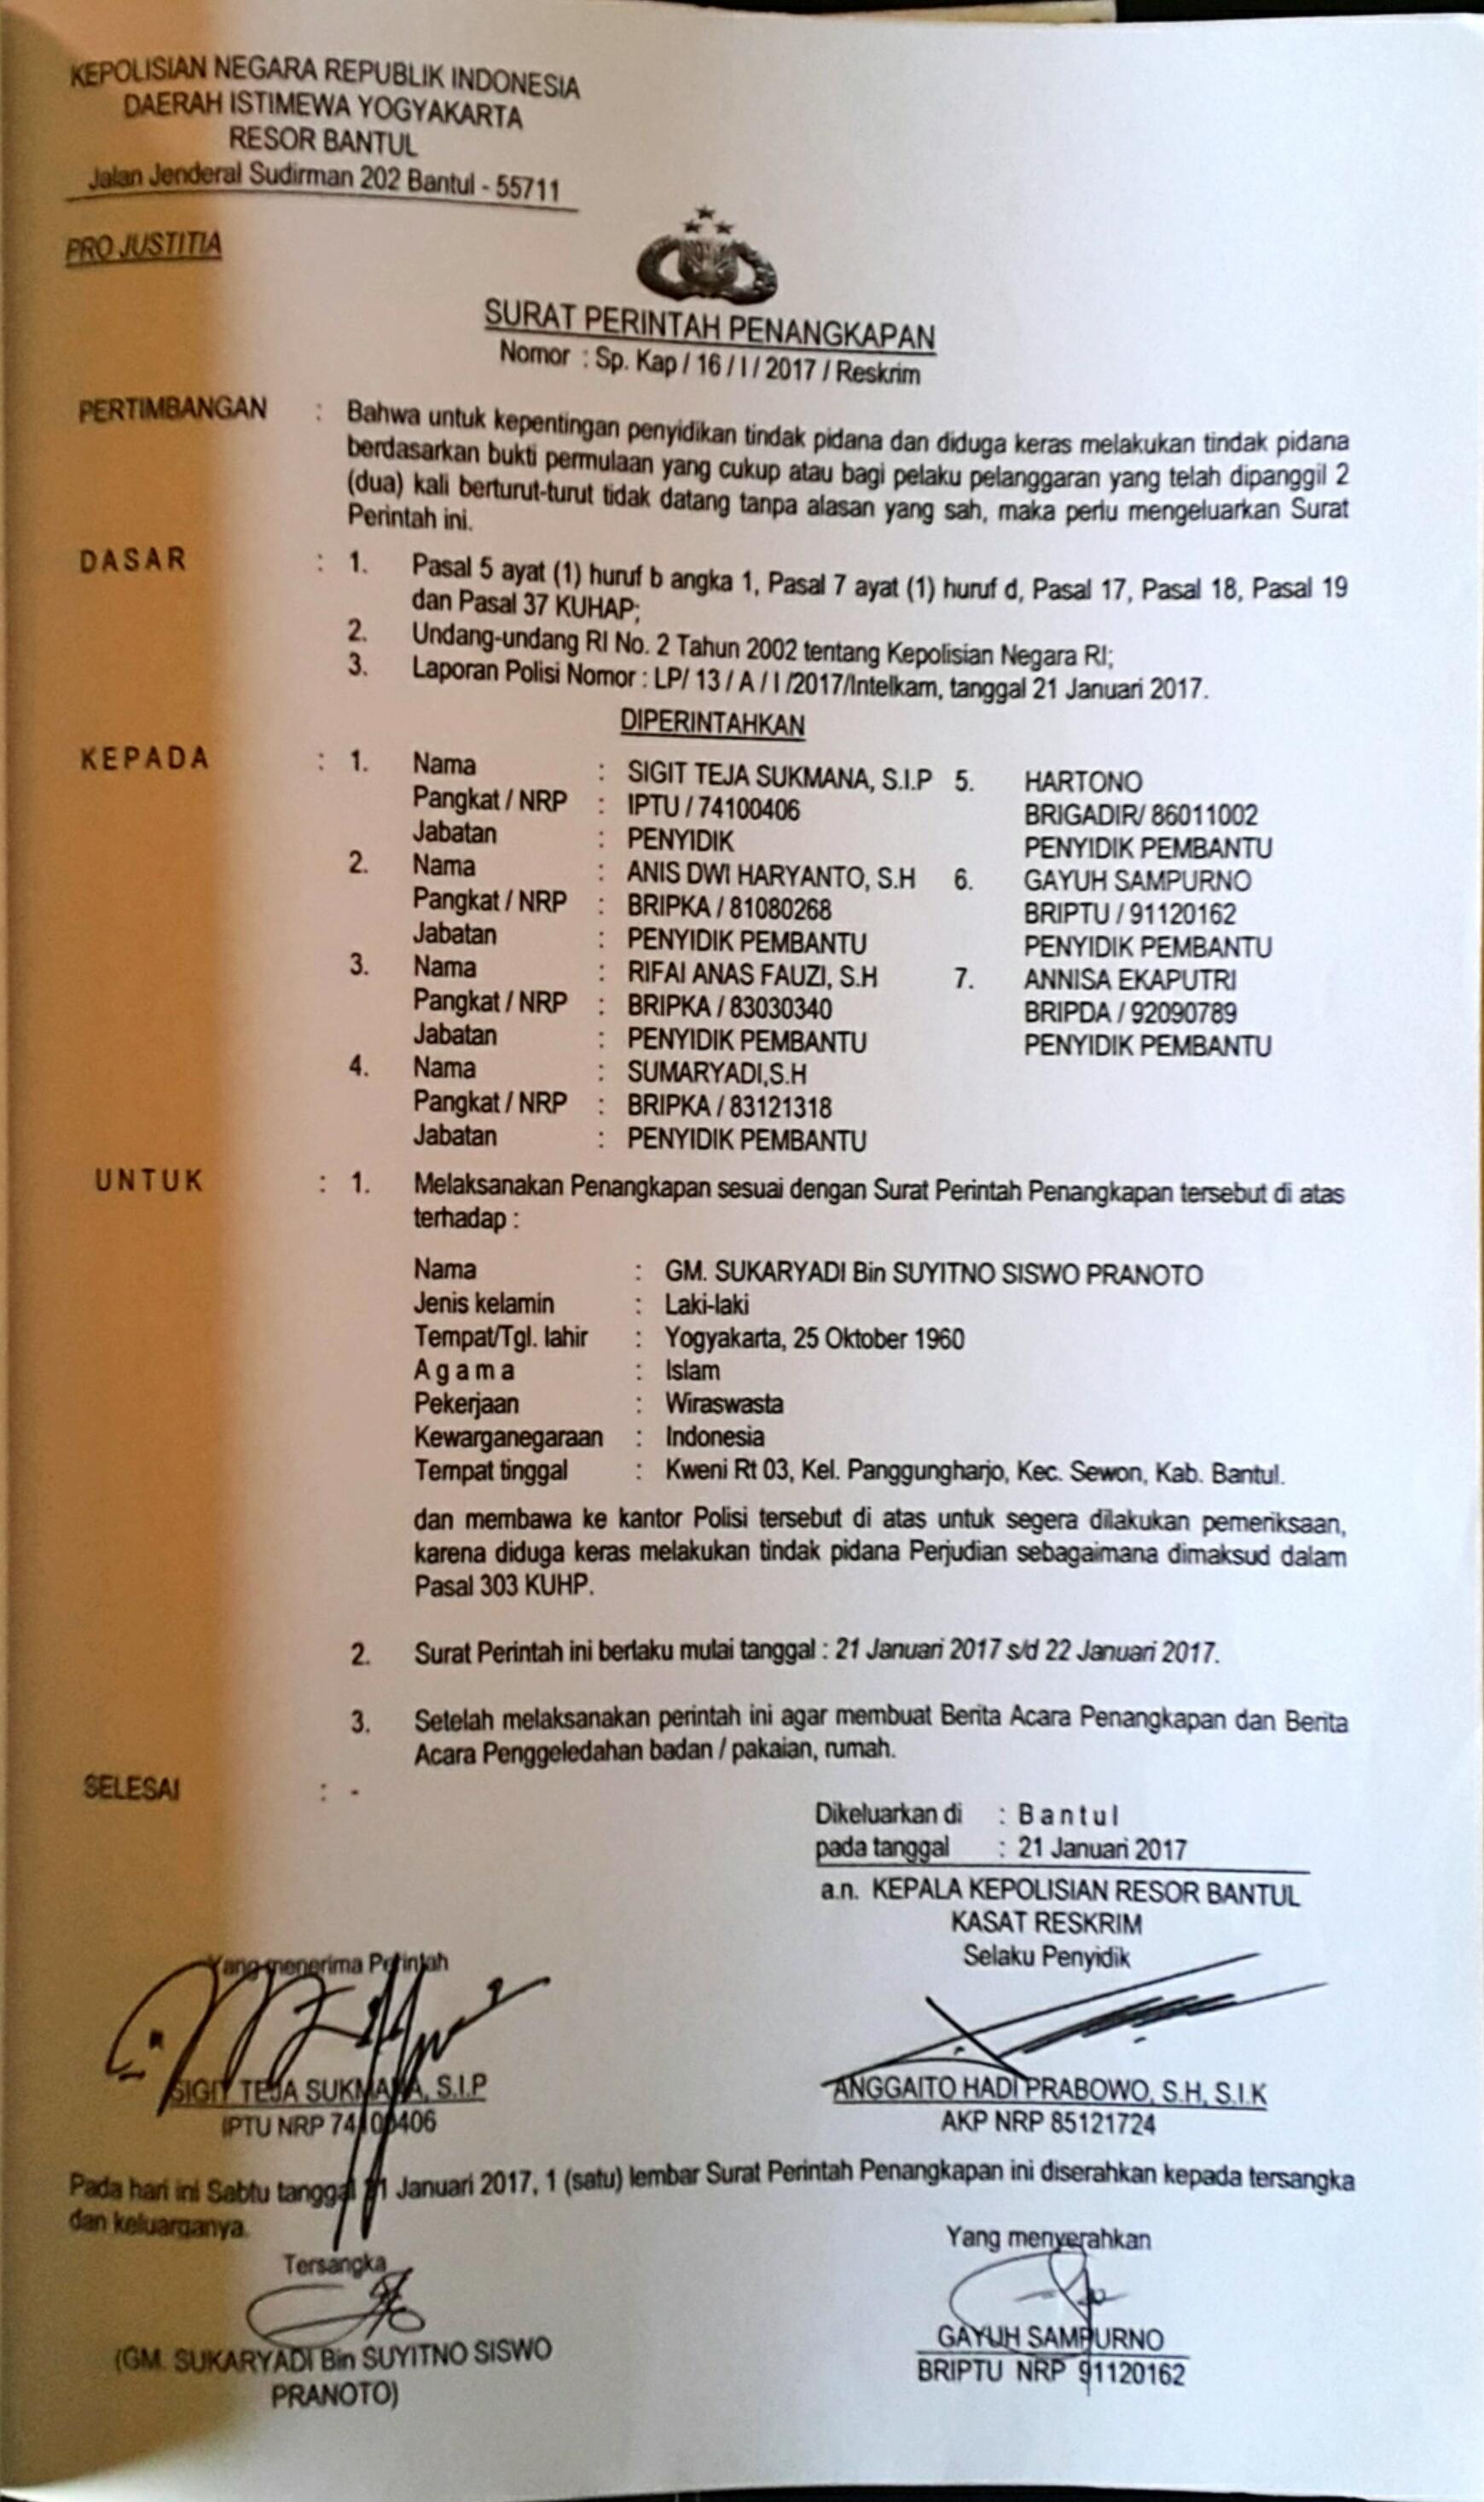 KEPOLISIAN NEGARA REPUBLIK INDONESIA
DAERAH ISTIMEWA YOGYAKARTA
RESOR BANTUL
Jalan Jenderal Sudirman 202 Bantul - 55711
PRO JUSTITIA
SURAT PERINTAH PENANGKAPAN
Nomor : Sp. Kap / 16 / I / 2017 / Reskrim
PERTIMBANGAN : Bahwa untuk kepentingan penyidikan tindak pidana dan diduga keras melakukan tindak pidana
berdasarkan bukti permulaan yang cukup atau bagi pelaku pelanggaran yang telah dipanggil 2
(dua) kali berturut-turut tidak datang tanpa alasan yang sah, maka perlu mengeluarkan Surat
Perintah ini.
DASAR : 1. Pasal 5 ayat (1) huruf b angka 1, Pasal 7 ayat (1) huruf d, Pasal 17, Pasal 18, Pasal 19
dan Pasal 37 KUHAP;
2. Undang-undang RI No. 2 Tahun 2002 tentang Kepolisian Negara RI;
3. Laporan Polisi Nomor : LP/ 13 / A / I /2017/Intelkam, tanggal 21 Januari 2017.
DIPERINTAHKAN
KEPADA : 1. Nama : SIGIT TEJA SUKMANA, S.I.P 5. HARTONO
Pangkat / NRP : IPTU / 74100406 BRIGADIR/ 86011002
Jabatan : PENYIDIK PENYIDIK PEMBANTU
2. Nama : ANIS DWI HARYANTO, S.H 6. GAYUH SAMPURNO
Pangkat / NRP : BRIPKA / 81080268 BRIPTU / 91120162
Jabatan : PENYIDIK PEMBANTU PENYIDIK PEMBANTU
3. Nama : RIFAI ANAS FAUZI, S.H 7. ANNISA EKAPUTRI
Pangkat / NRP : BRIPKA / 83030340 BRIPDA / 92090789
Jabatan : PENYIDIK PEMBANTU PENYIDIK PEMBANTU
4. Nama : SUMARYADI,S.H
Pangkat / NRP : BRIPKA / 83121318
Jabatan : PENYIDIK PEMBANTU
UNTUK : 1. Melaksanakan Penangkapan sesuai dengan Surat Perintah Penangkapan tersebut di atas
terhadap :
Nama : GM. SUKARYADI Bin SUYITNO SISWO PRANOTO
Jenis kelamin : Laki-laki
Tempat/Tgl. lahir : Yogyakarta, 25 Oktober 1960
Agama : Islam
Pekerjaan : Wiraswasta
Kewarganegaraan : Indonesia
Tempat tinggal : Kweni Rt 03, Kel. Panggungharjo, Kec. Sewon, Kab. Bantul.
dan membawa ke kantor Polisi tersebut di atas untuk segera dilakukan pemeriksaan,
karena diduga keras melakukan tindak pidana Perjudian sebagaimana dimaksud dalam
Pasal 303 KUHP.
2. Surat Perintah ini berlaku mulai tanggal : 21 Januari 2017 s/d 22 Januari 2017.
3. Setelah melaksanakan perintah ini agar membuat Berita Acara Penangkapan dan Berita
Acara Penggeledahan badan / pakaian, rumah.
SELESAI : -
Dikeluarkan di : Bantul
pada tanggal : 21 Januari 2017
a.n. KEPALA KEPOLISIAN RESOR BANTUL
KASAT RESKRIM
Selaku Penyidik
Yang menerima Perintah
SIGIT TEJA SUKMANA, S.I.P
IPTU NRP 74100406
ANGGAITO HADI PRABOWO, S.H, S.I.K
AKP NRP 85121724
Pada hari ini Sabtu tanggal 21 Januari 2017, 1 (satu) lembar Surat Perintah Penangkapan ini diserahkan kepada tersangka
dan keluarganya.
Tersangka
(GM. SUKARYADI Bin SUYITNO SISWO
PRANOTO)
Yang menyerahkan
GAYUH SAMPURNO
BRIPTU NRP 91120162